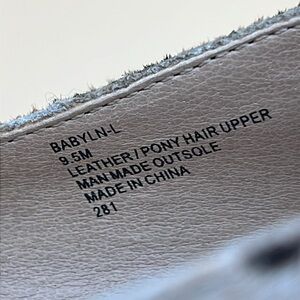 BABYLN-L
9.5M
LEATHER / PONY HAIR UPPER
MAN MADE OUTSOLE
MADE IN CHINA
281